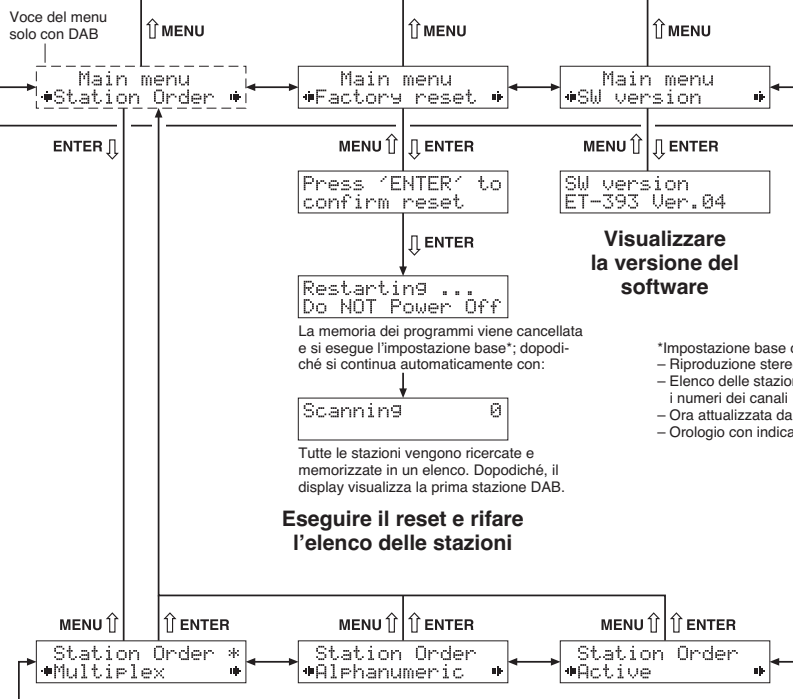 Voce del menu
solo con DAB
MENU
MENU
MENU
Main menu
Station Order
Main menu
Factory reset
Main menu
SW version
ENTER
MENU ENTER
MENU ENTER
Press ´ENTER´ to
confirm reset
SW version
ET-393 Ver.04
Visualizzare
la versione del
software
ENTER
Restarting ...
Do NOT Power Off
La memoria dei programmi viene cancellata
e si esegue l’impostazione base*; dopodi-
ché si continua automaticamente con:
*Impostazione base
– Riproduzione
– Elenco delle
i numeri dei canali
– Ora attualizzata da
– Orologio con
Scanning 0
Tutte le stazioni vengono ricercate e
memorizzate in un elenco. Dopodiché, il
display visualizza la prima stazione DAB.
Eseguire il reset e rifare
l’elenco delle stazioni
MENU ENTER
MENU ENTER
MENU ENTER
Station Order *
Multiplex
Station Order
Alphanumeric
Station Order
Active